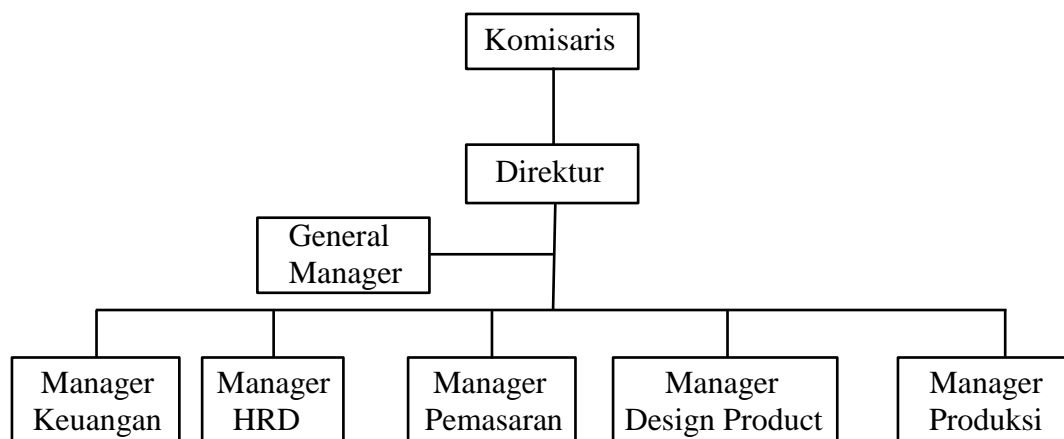 Komisaris
Direktur
General
Manager
Manager
Keuangan
Manager
HRD
Manager
Pemasaran
Manager
Design Product
Manager
Produksi